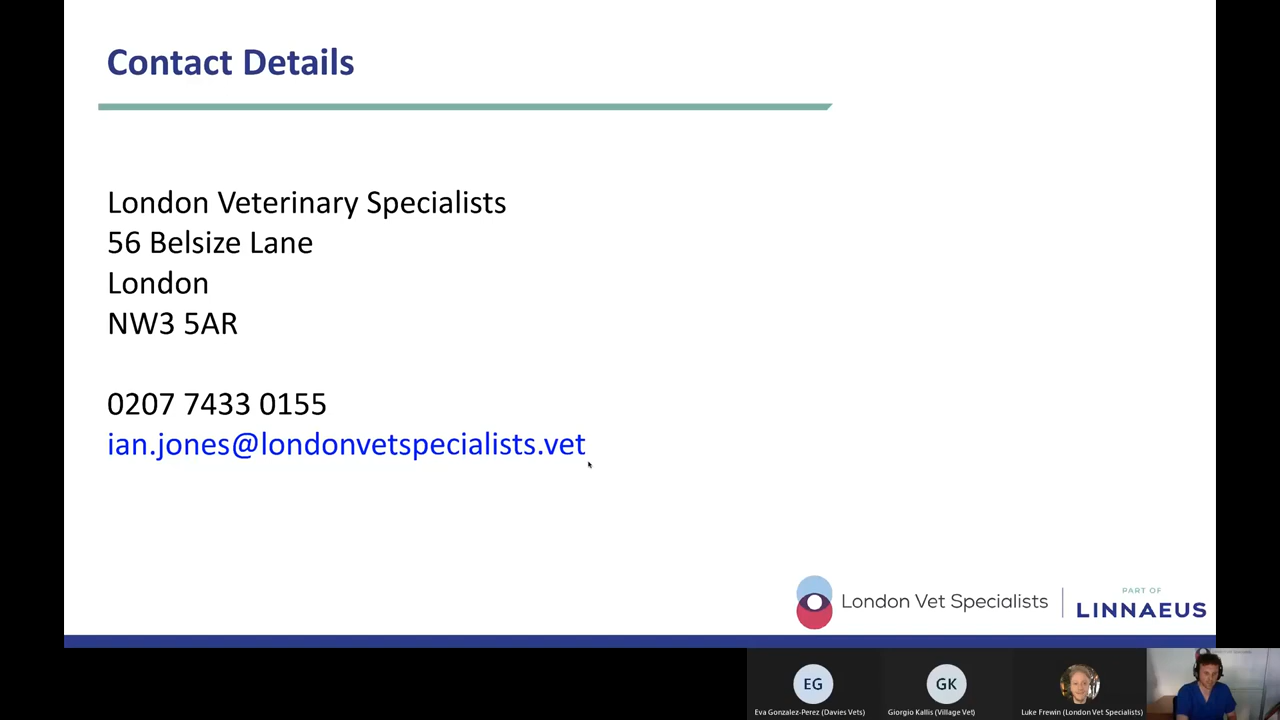 Contact Details
London Veterinary Specialists
56 Belsize Lane
London
NW3 5AR
0207 7433 0155
ian.jones@londonvetspecialists.vet
London Vet Specialists
PART OF
LINNAEUS
EG
GK
Eva Gonzalez-Perez (Davies Vets)
Giorgio Kallis (Village Vet)
Luke Frewin (London Vet Specialists)